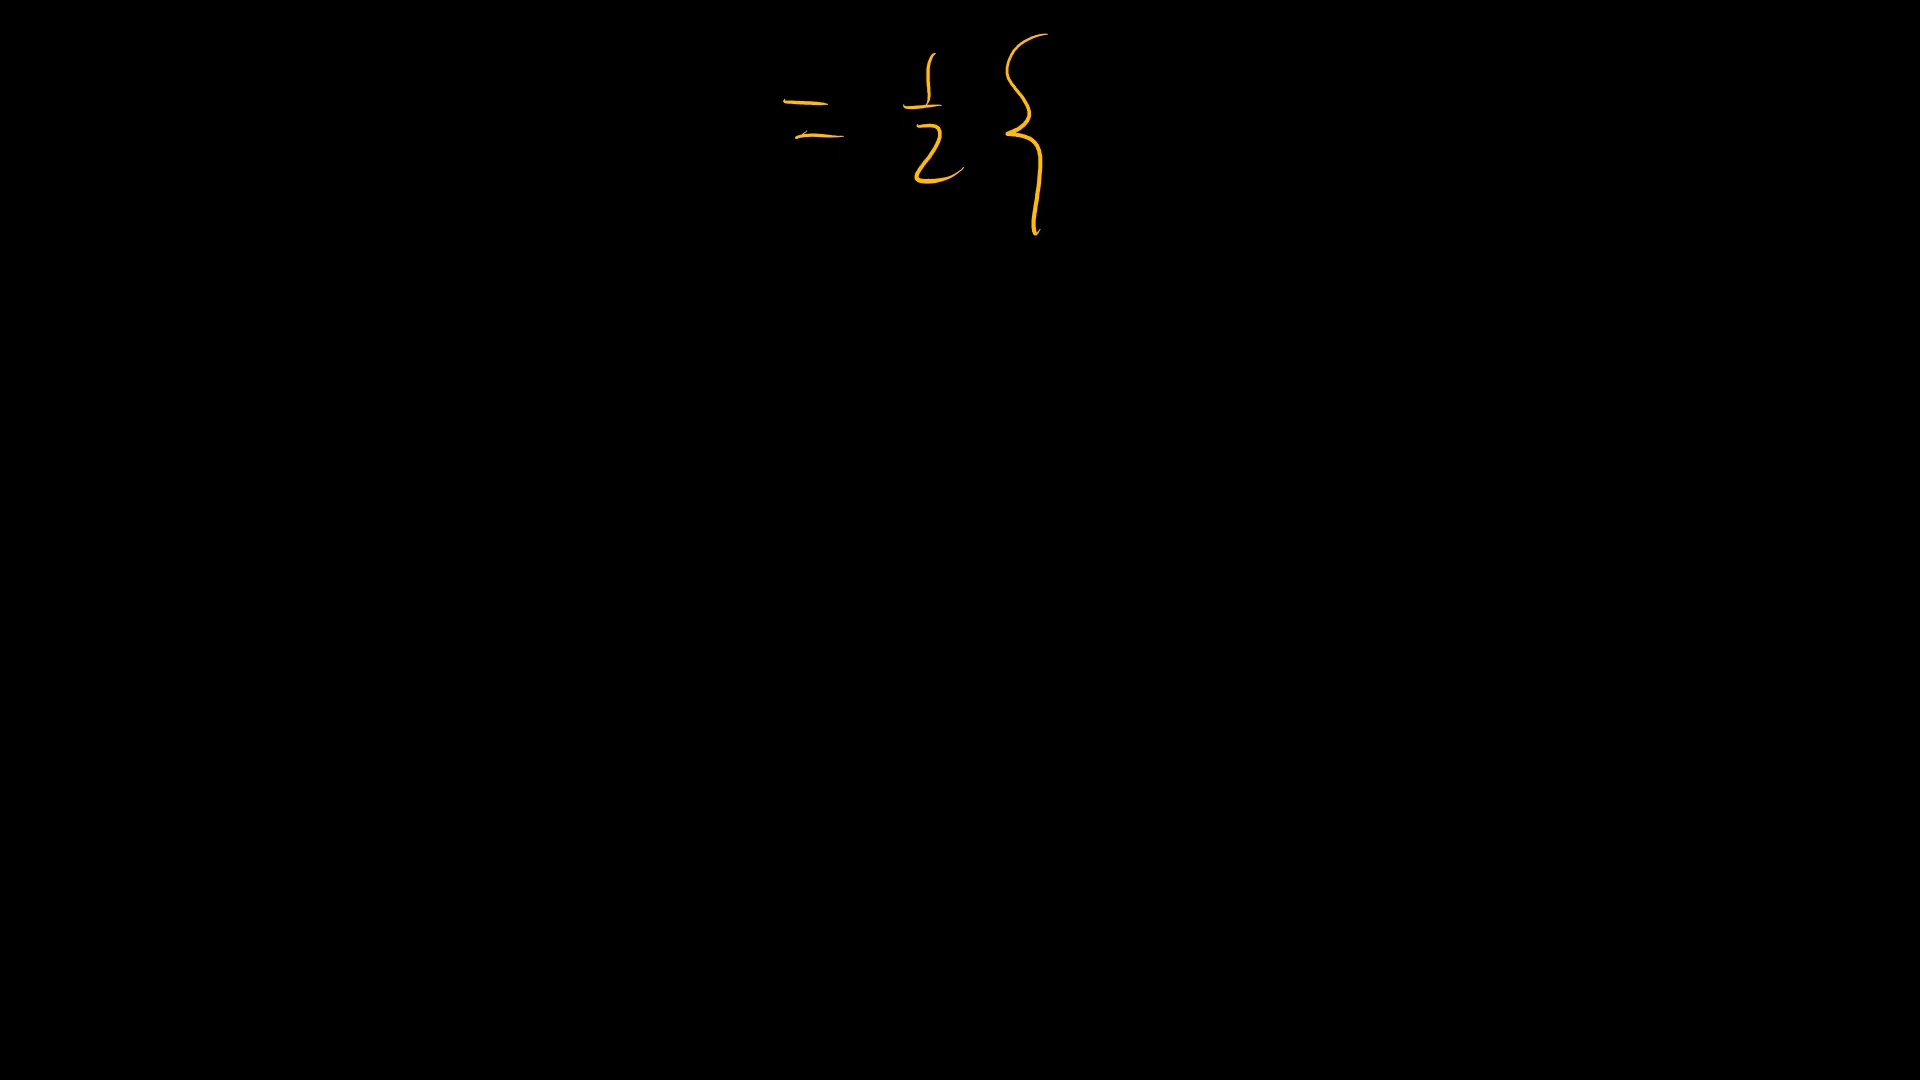 = 1/2 {